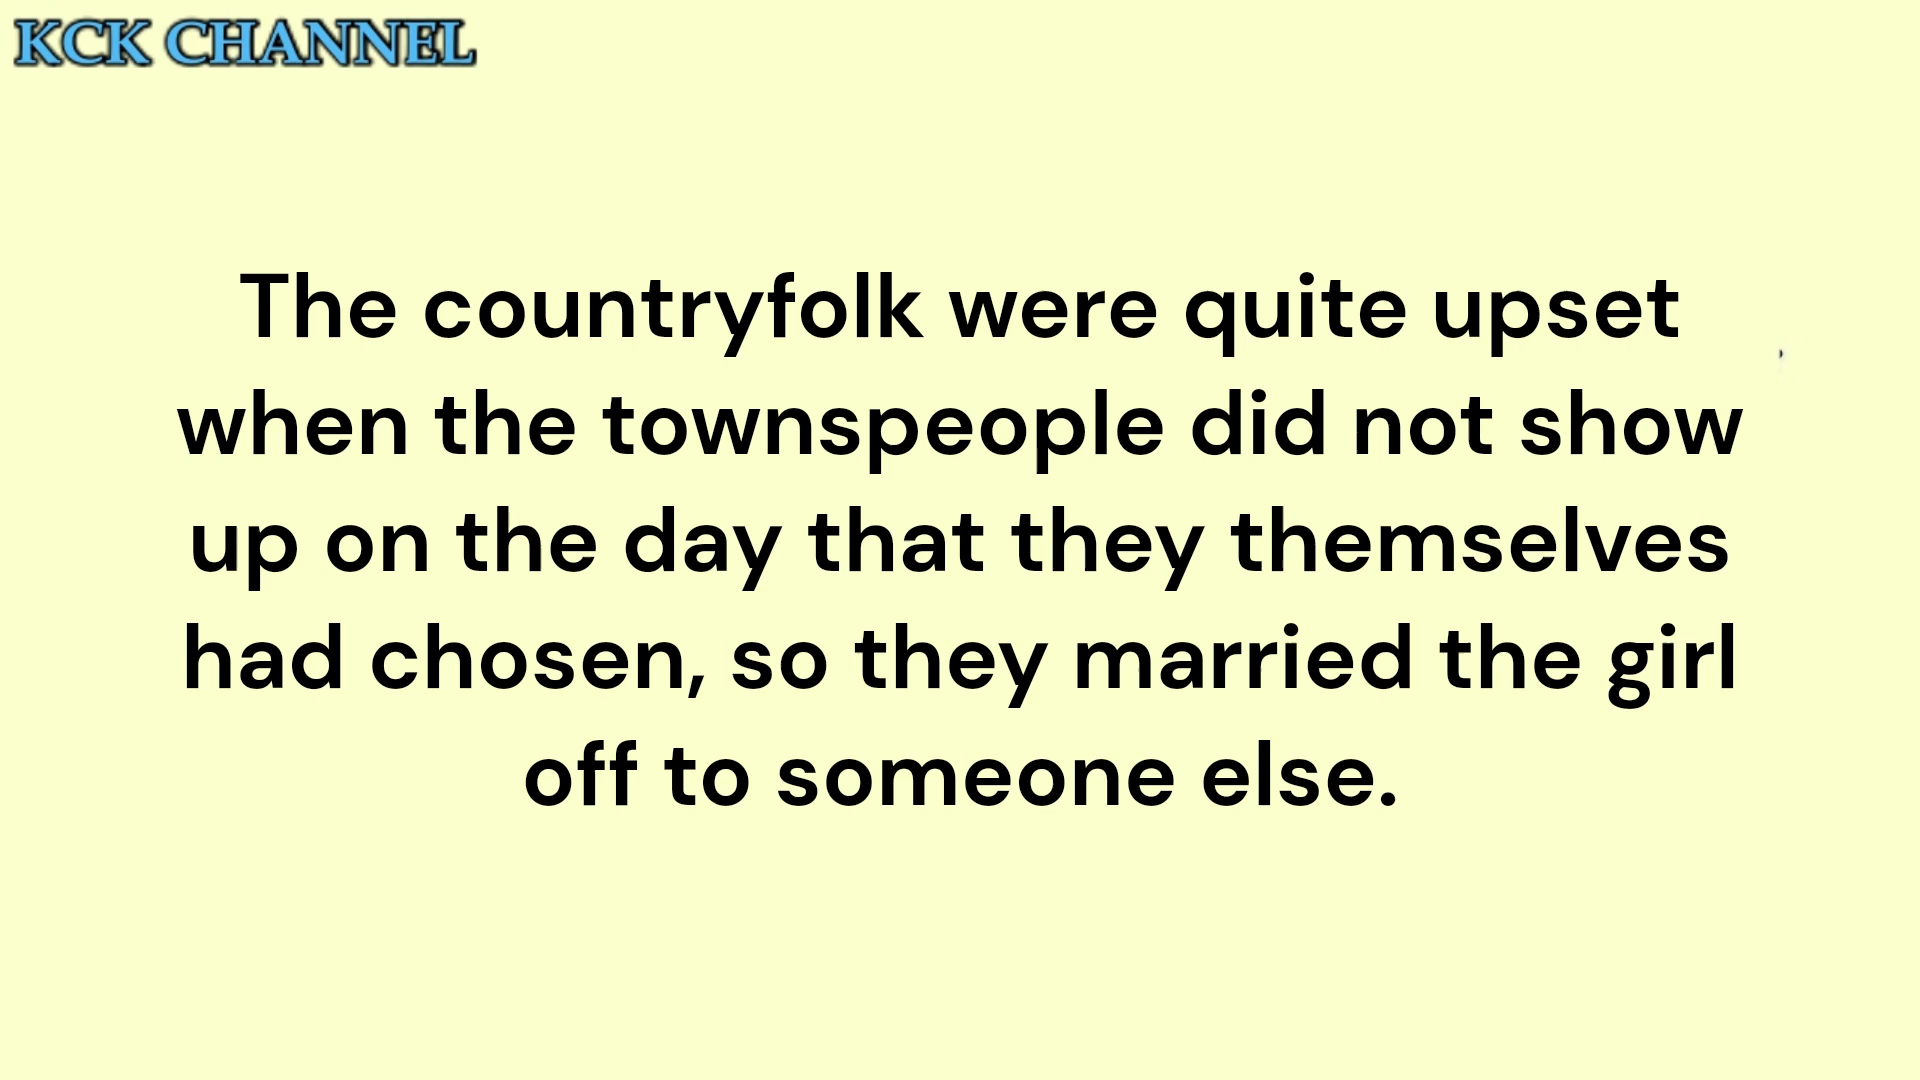 KCK CHANNEL
The countryfolk were quite upset
when the townspeople did not show
up on the day that they themselves
had chosen, so they married the girl
off to someone else.